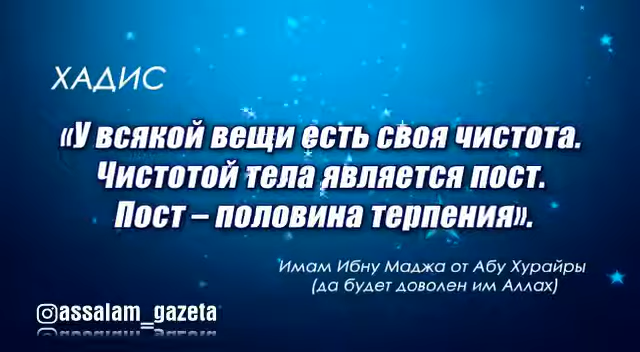 ХАДИС
«У всякой вещи есть своя чистота.
Чистотой тела является пост.
Пост – половина терпения».
Имам Ибну Маджа от Абу Хурайры
(да будет доволен им Аллах)
assalam_gazeta